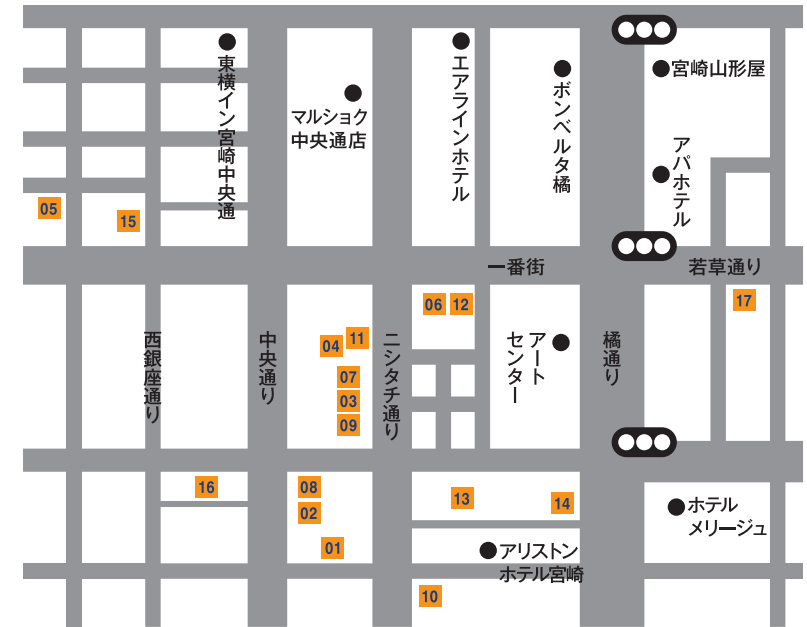 東横イン宮崎中央通
マルショク
中央通店
エアラインホテル
ボンベルタ橘
宮崎山形屋
アパホテル
05
15
一番街
若草通り
06
12
17
西銀座通り
中央通り
04
11
07
03
09
ニシタチ通り
アート
センター
橘通り
16
08
02
01
13
14
ホテル
メリージュ
アリストン
ホテル宮崎
10